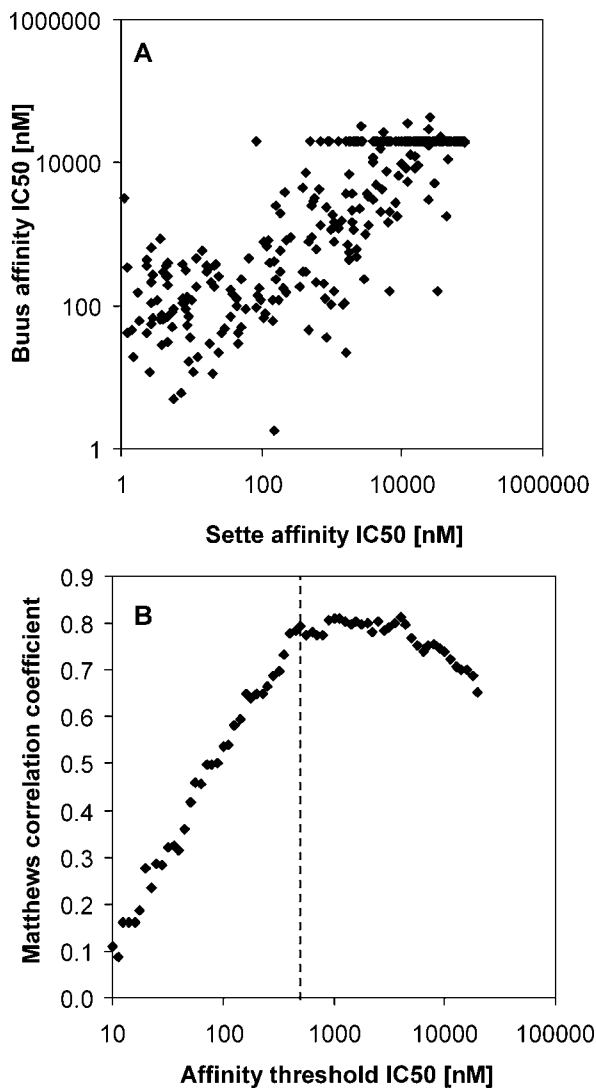 1000000
A
10000
100
1
1 100 10000 1000000
Buus affinity IC50 [nM]
Sette affinity IC50 [nM]
0.9
B
0.8
0.7
0.6
0.5
0.4
0.3
0.2
0.1
0.0
10 100 1000 10000 100000
Matthews correlation coefficient
Affinity threshold IC50 [nM]